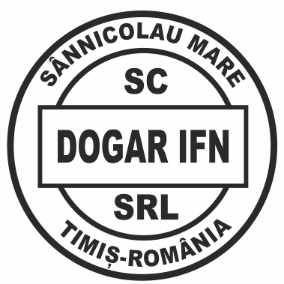 SÂNNICOLAU MARE
SC
DOGAR IFN
SRL
TIMIȘ-ROMÂNIA